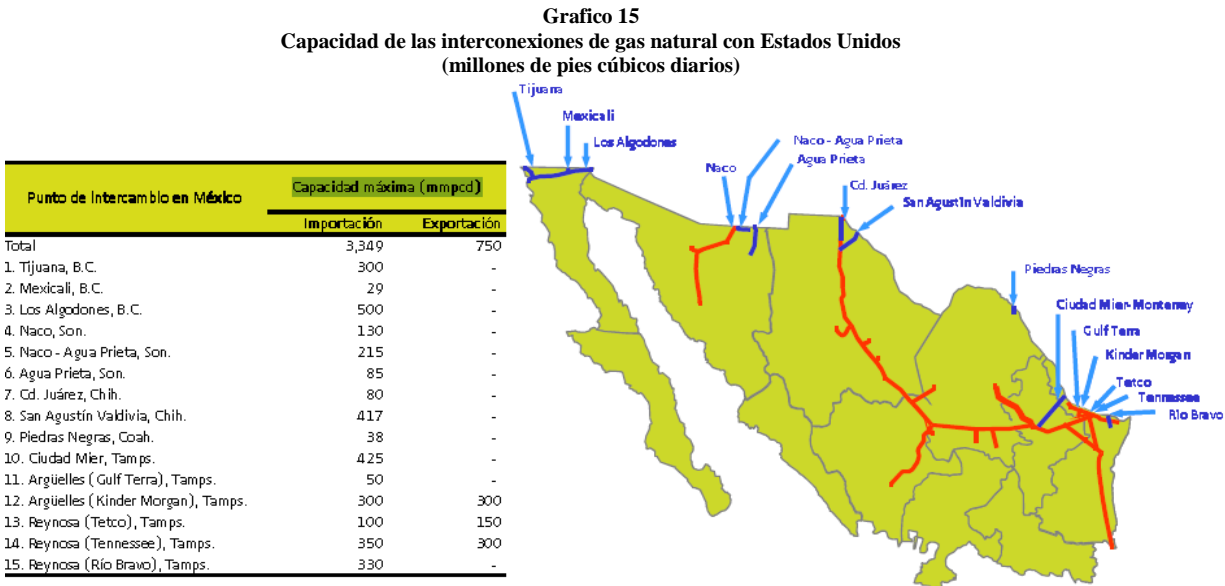 Grafico 15
Capacidad de las interconexiones de gas natural con Estados Unidos
(millones de pies cúbicos diarios)
Punto de Intercambio en México
Capacidad máxima (mmpcd)
Importación Exportación
Total 3,349 750
1. Tijuana, B.C. 300 -
2. Mexicali, B.C. 29 -
3. Los Algodones, B.C. 500 -
4. Naco, Son. 130 -
5. Naco - Agua Prieta, Son. 215 -
6. Agua Prieta, Son. 85 -
7. Cd. Juárez, Chih. 80 -
8. San Agustín Valdivia, Chih. 417 -
9. Piedras Negras, Coah. 38 -
10. Ciudad Mier, Tamps. 425 -
11. Argüelles (Gulf Terra), Tamps. 50 -
12. Argüelles (Kinder Morgan), Tamps. 300 300
13. Reynosa (Tetco), Tamps. 100 150
14. Reynosa (Tennessee), Tamps. 350 300
15. Reynosa (Río Bravo), Tamps. 330 -
Tijuana
Mexicali
Los Algodones
Naco
Naco - Agua Prieta
Agua Prieta
Cd. Juárez
San Agustín Valdivia
Piedras Negras
Ciudad Mier-Monterray
Gulf Terra
Kinder Morgan
Tetco
Tennessee
Río Bravo